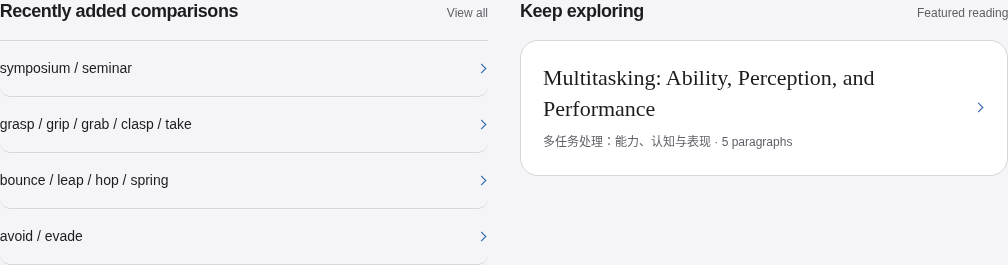 Recently added comparisons
View all
symposium / seminar
grasp / grip / grab / clasp / take
bounce / leap / hop / spring
avoid / evade
Keep exploring
Featured reading
Multitasking: Ability, Perception, and
Performance
多任务处理：能力、认知与表现 · 5 paragraphs